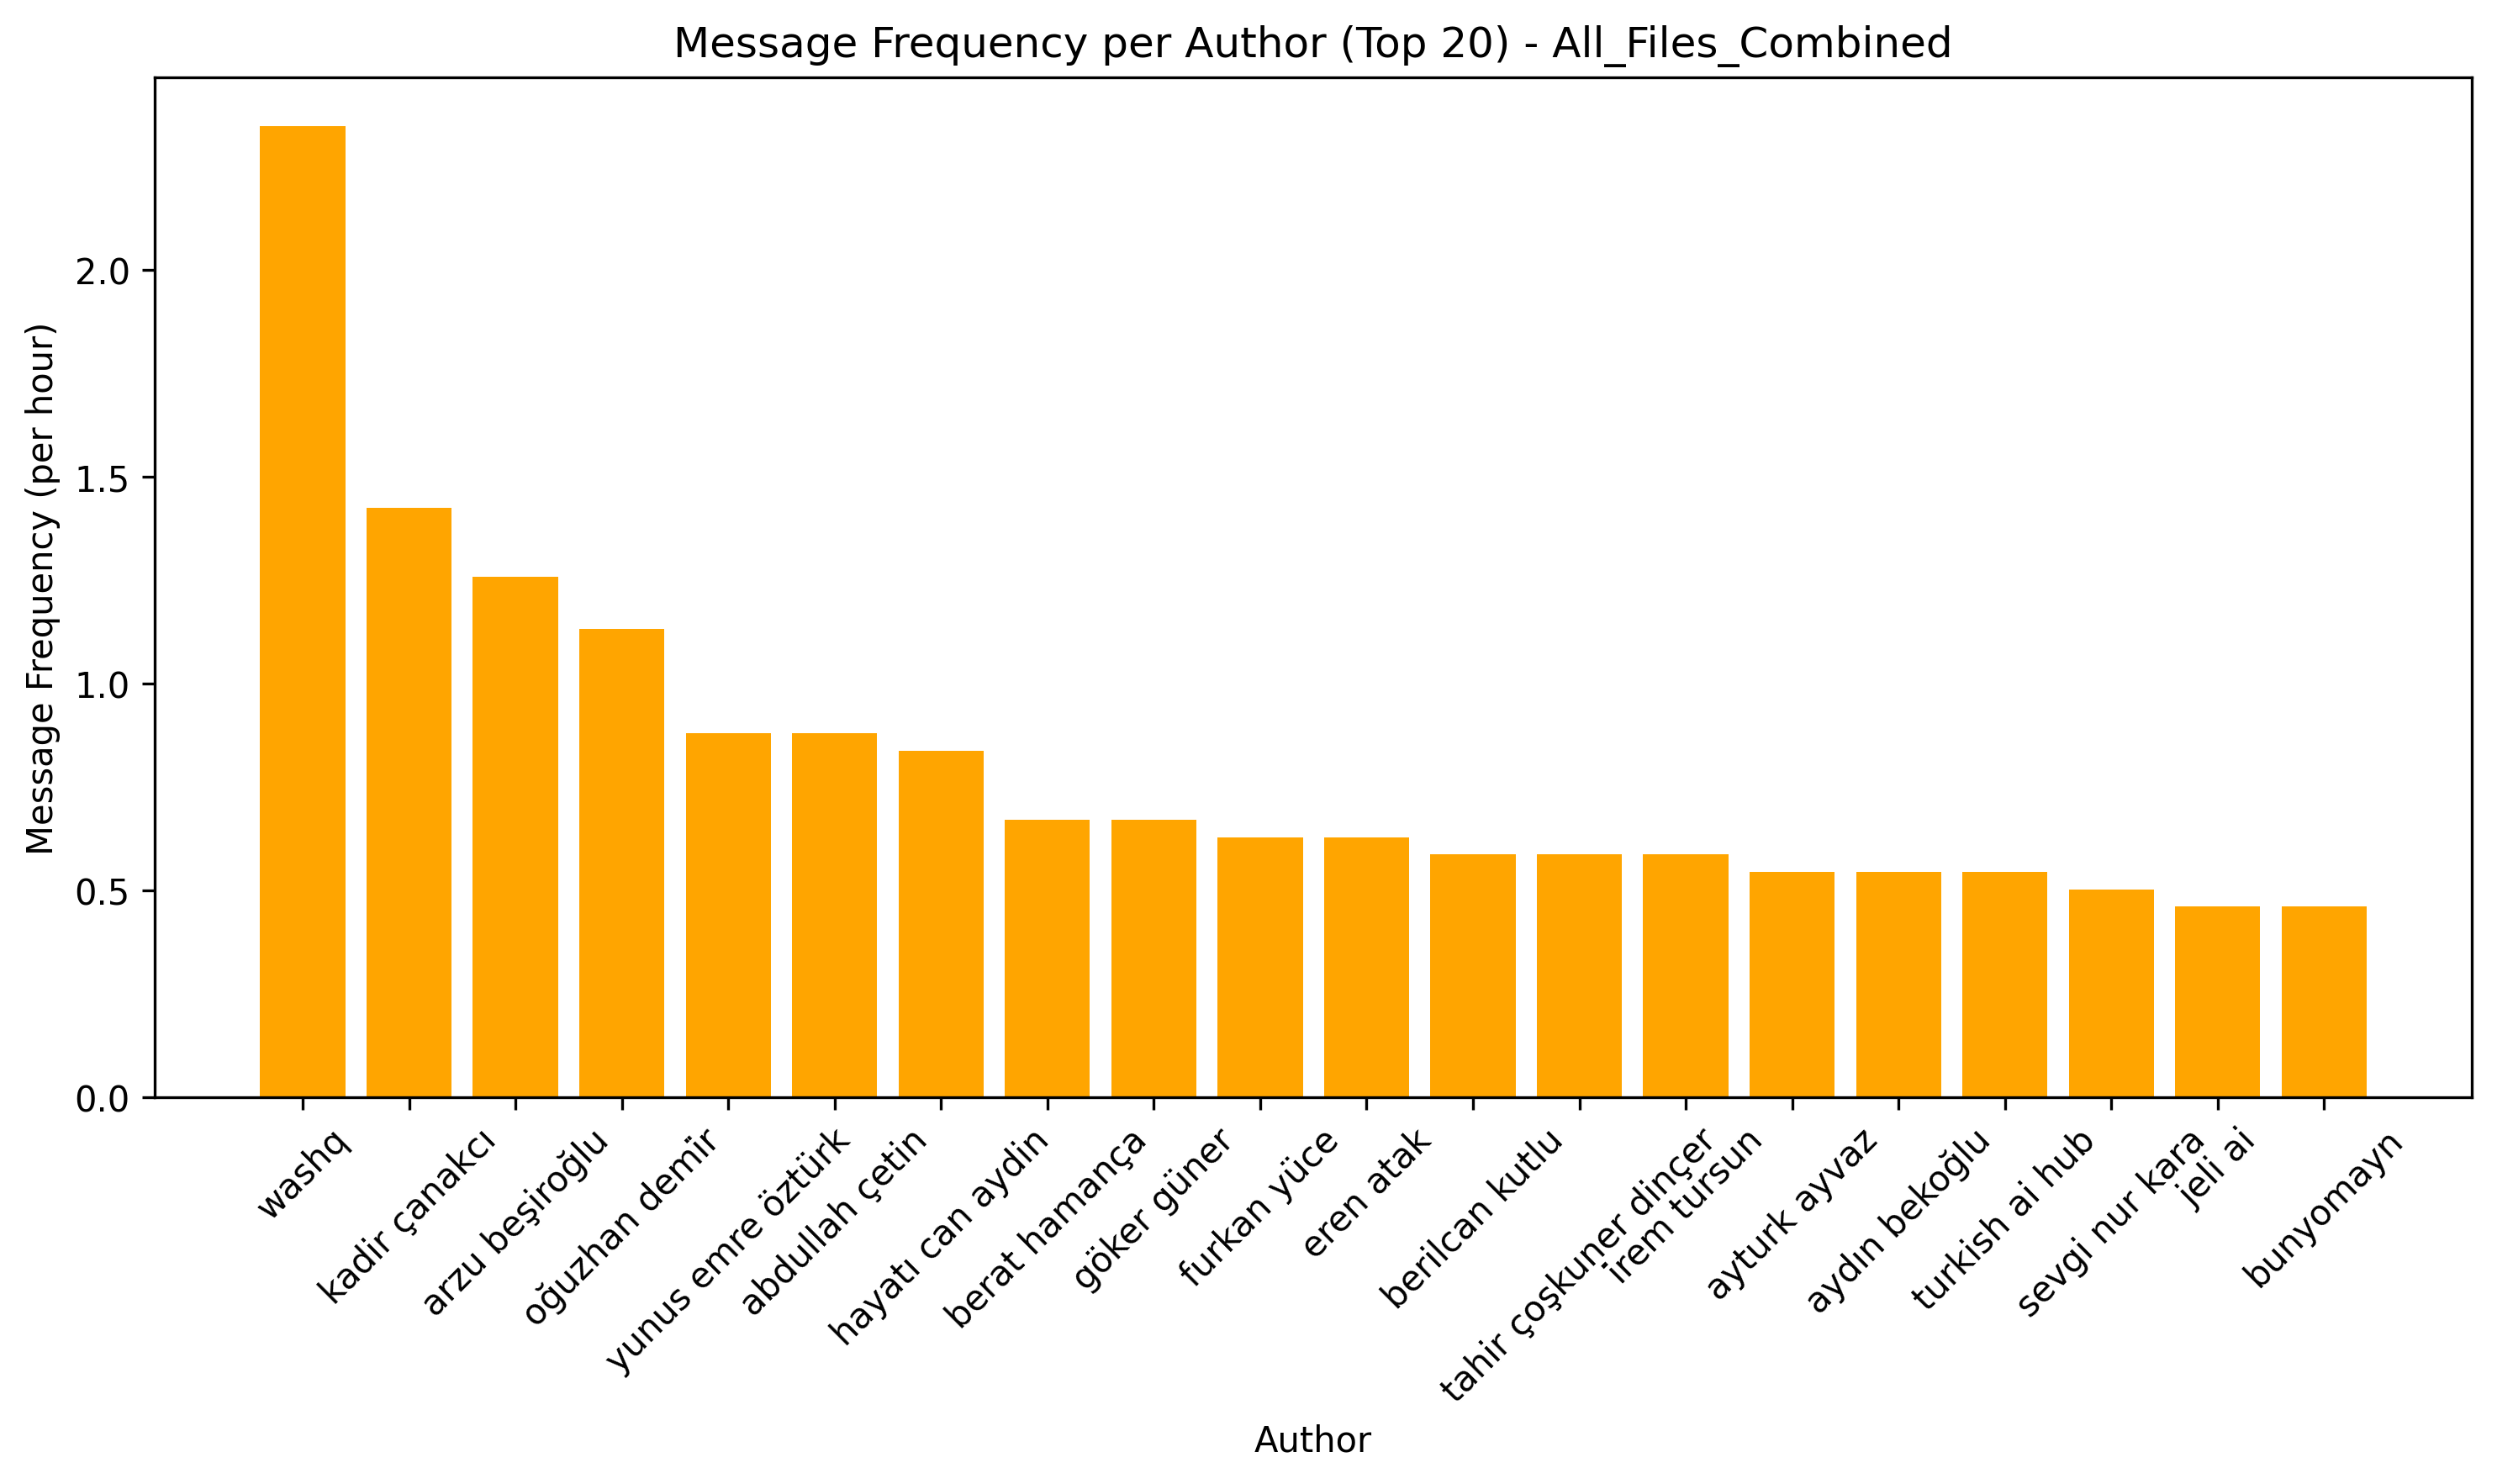 Message Frequency per Author (Top 20) - All_Files_Combined
Message Frequency (per hour)
2.0
1.5
1.0
0.5
0.0
washq
kadir çanakcı
arzu beşiroğlu
oğuzhan demi̇r
yunus emre öztürk
abdullah çetin
hayatı can aydin
berat hamança
göker güner
furkan yüce
eren atak
berilcan kutlu
tahir çoşkuner dinçer
irem tursun
ayturk ayvaz
aydın bekoğlu
turkish ai hub
sevgi nur kara
jeli ai
bunyomayn
Author